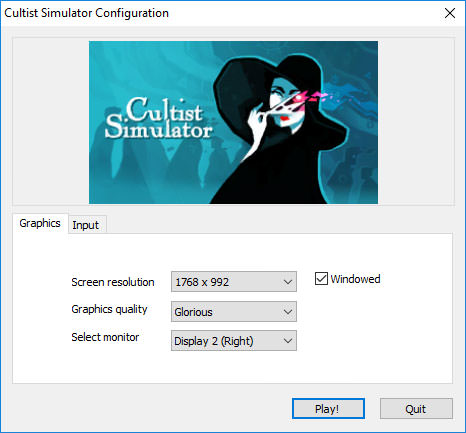 Cultist Simulator Configuration
Cultist
Simulator
Graphics Input
Screen resolution 1768 x 992 Windowed
Graphics quality Glorious
Select monitor Display 2 (Right)
Play! Quit